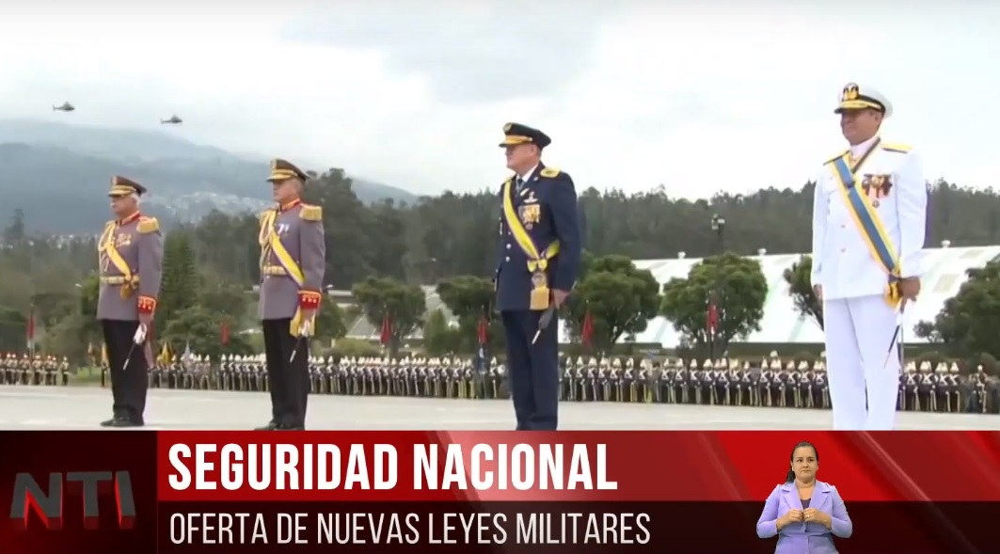 SEGURIDAD NACIONAL
NTI
OFERTA DE NUEVAS LEYES MILITARES